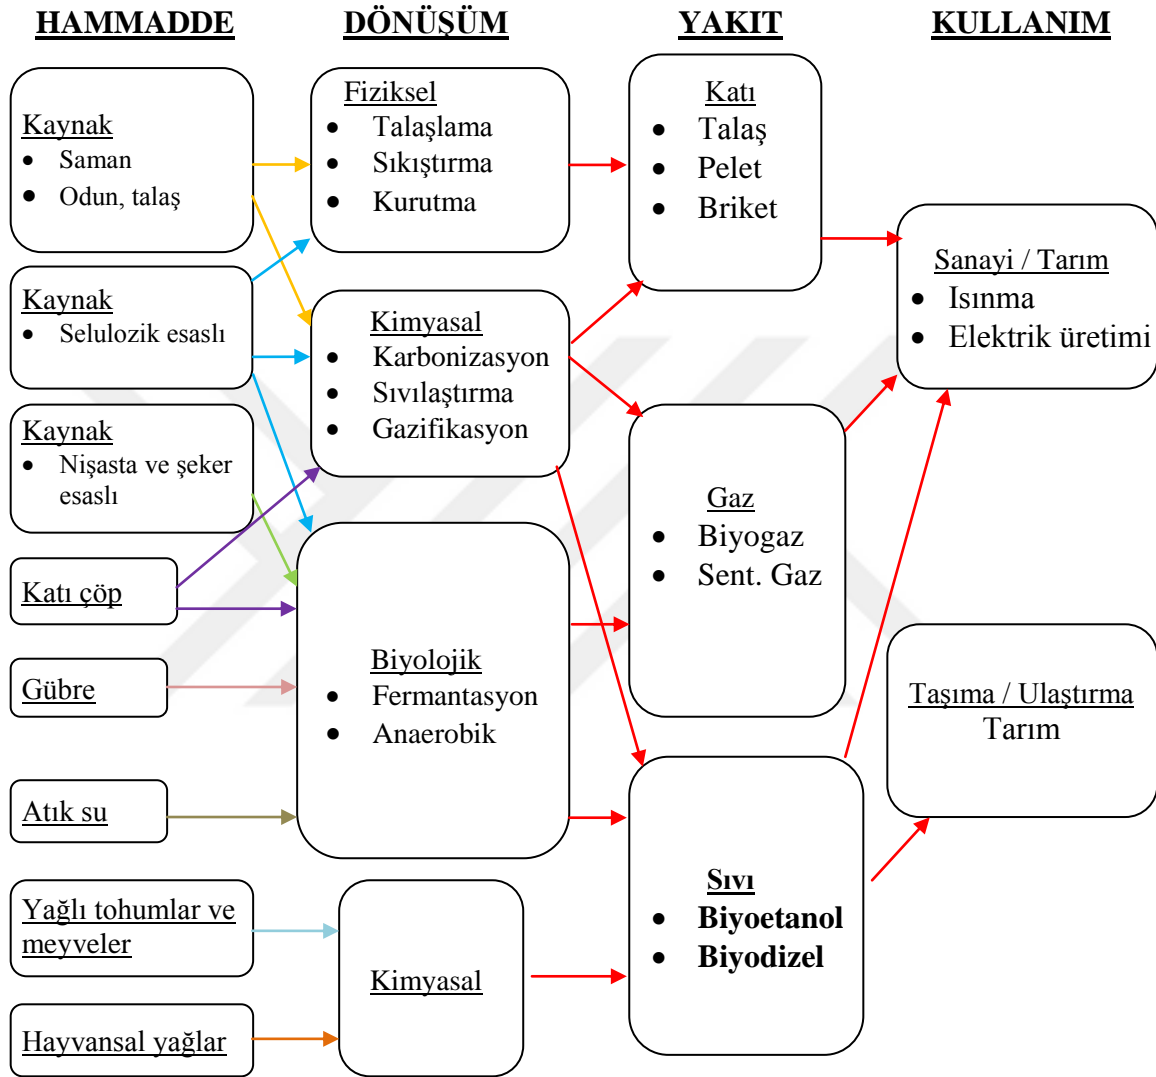 HAMMADDE
DÖNÜŞÜM
YAKIT
KULLANIM
Kaynak
• Saman
• Odun, talaş
Kaynak
• Selulozik esaslı
Kaynak
• Nişasta ve şeker
esaslı
Katı çöp
Gübre
Atık su
Yağlı tohumlar ve
meyveler
Hayvansal yağlar
Fiziksel
• Talaşlama
• Sıkıştırma
• Kurutma
Kimyasal
• Karbonizasyon
• Sıvılaştırma
• Gazifikasyon
Biyolojik
• Fermantasyon
• Anaerobik
Kimyasal
Katı
• Talaş
• Pelet
• Briket
Gaz
• Biyogaz
• Sent. Gaz
Sıvı
• Biyoetanol
• Biyodizel
Sanayi / Tarım
• Isınma
• Elektrik üretimi
Taşıma / Ulaştırma
Tarım